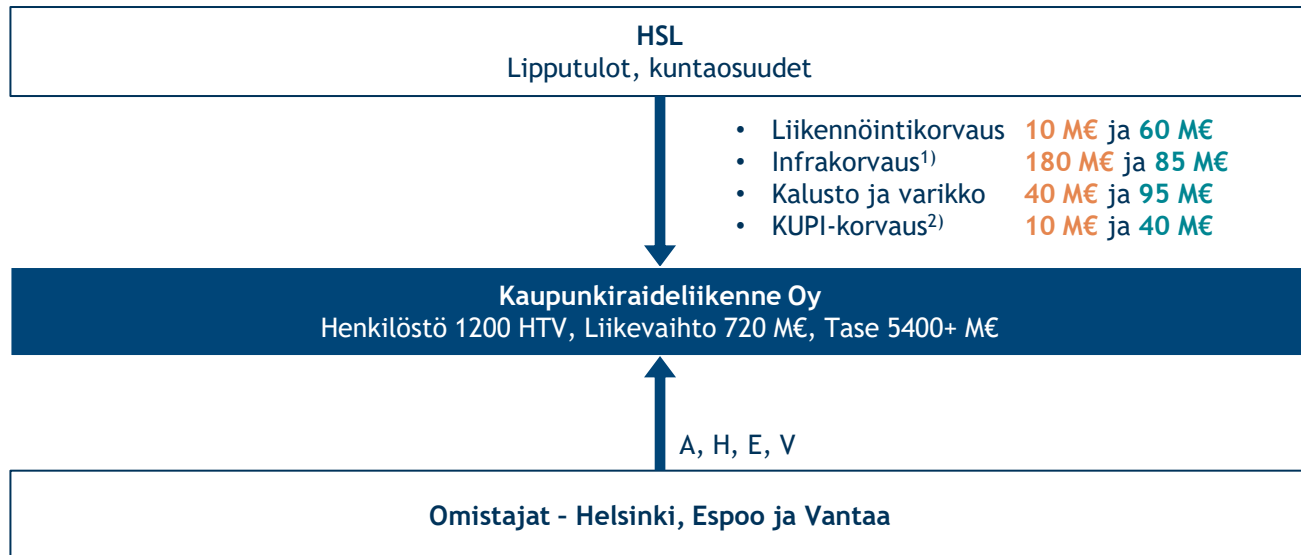 HSL
Lipputulot, kuntaosuudet
• Liikennöintikorvaus 10 M€ ja 60 M€
• Infrakorvaus¹⁾ 180 M€ ja 85 M€
• Kalusto ja varikko 40 M€ ja 95 M€
• KUPI-korvaus²⁾ 10 M€ ja 40 M€
Kaupunkiraideliikenne Oy
Henkilöstö 1200 HTV, Liikevaihto 720 M€, Tase 5400+ M€
A, H, E, V
Omistajat – Helsinki, Espoo ja Vantaa